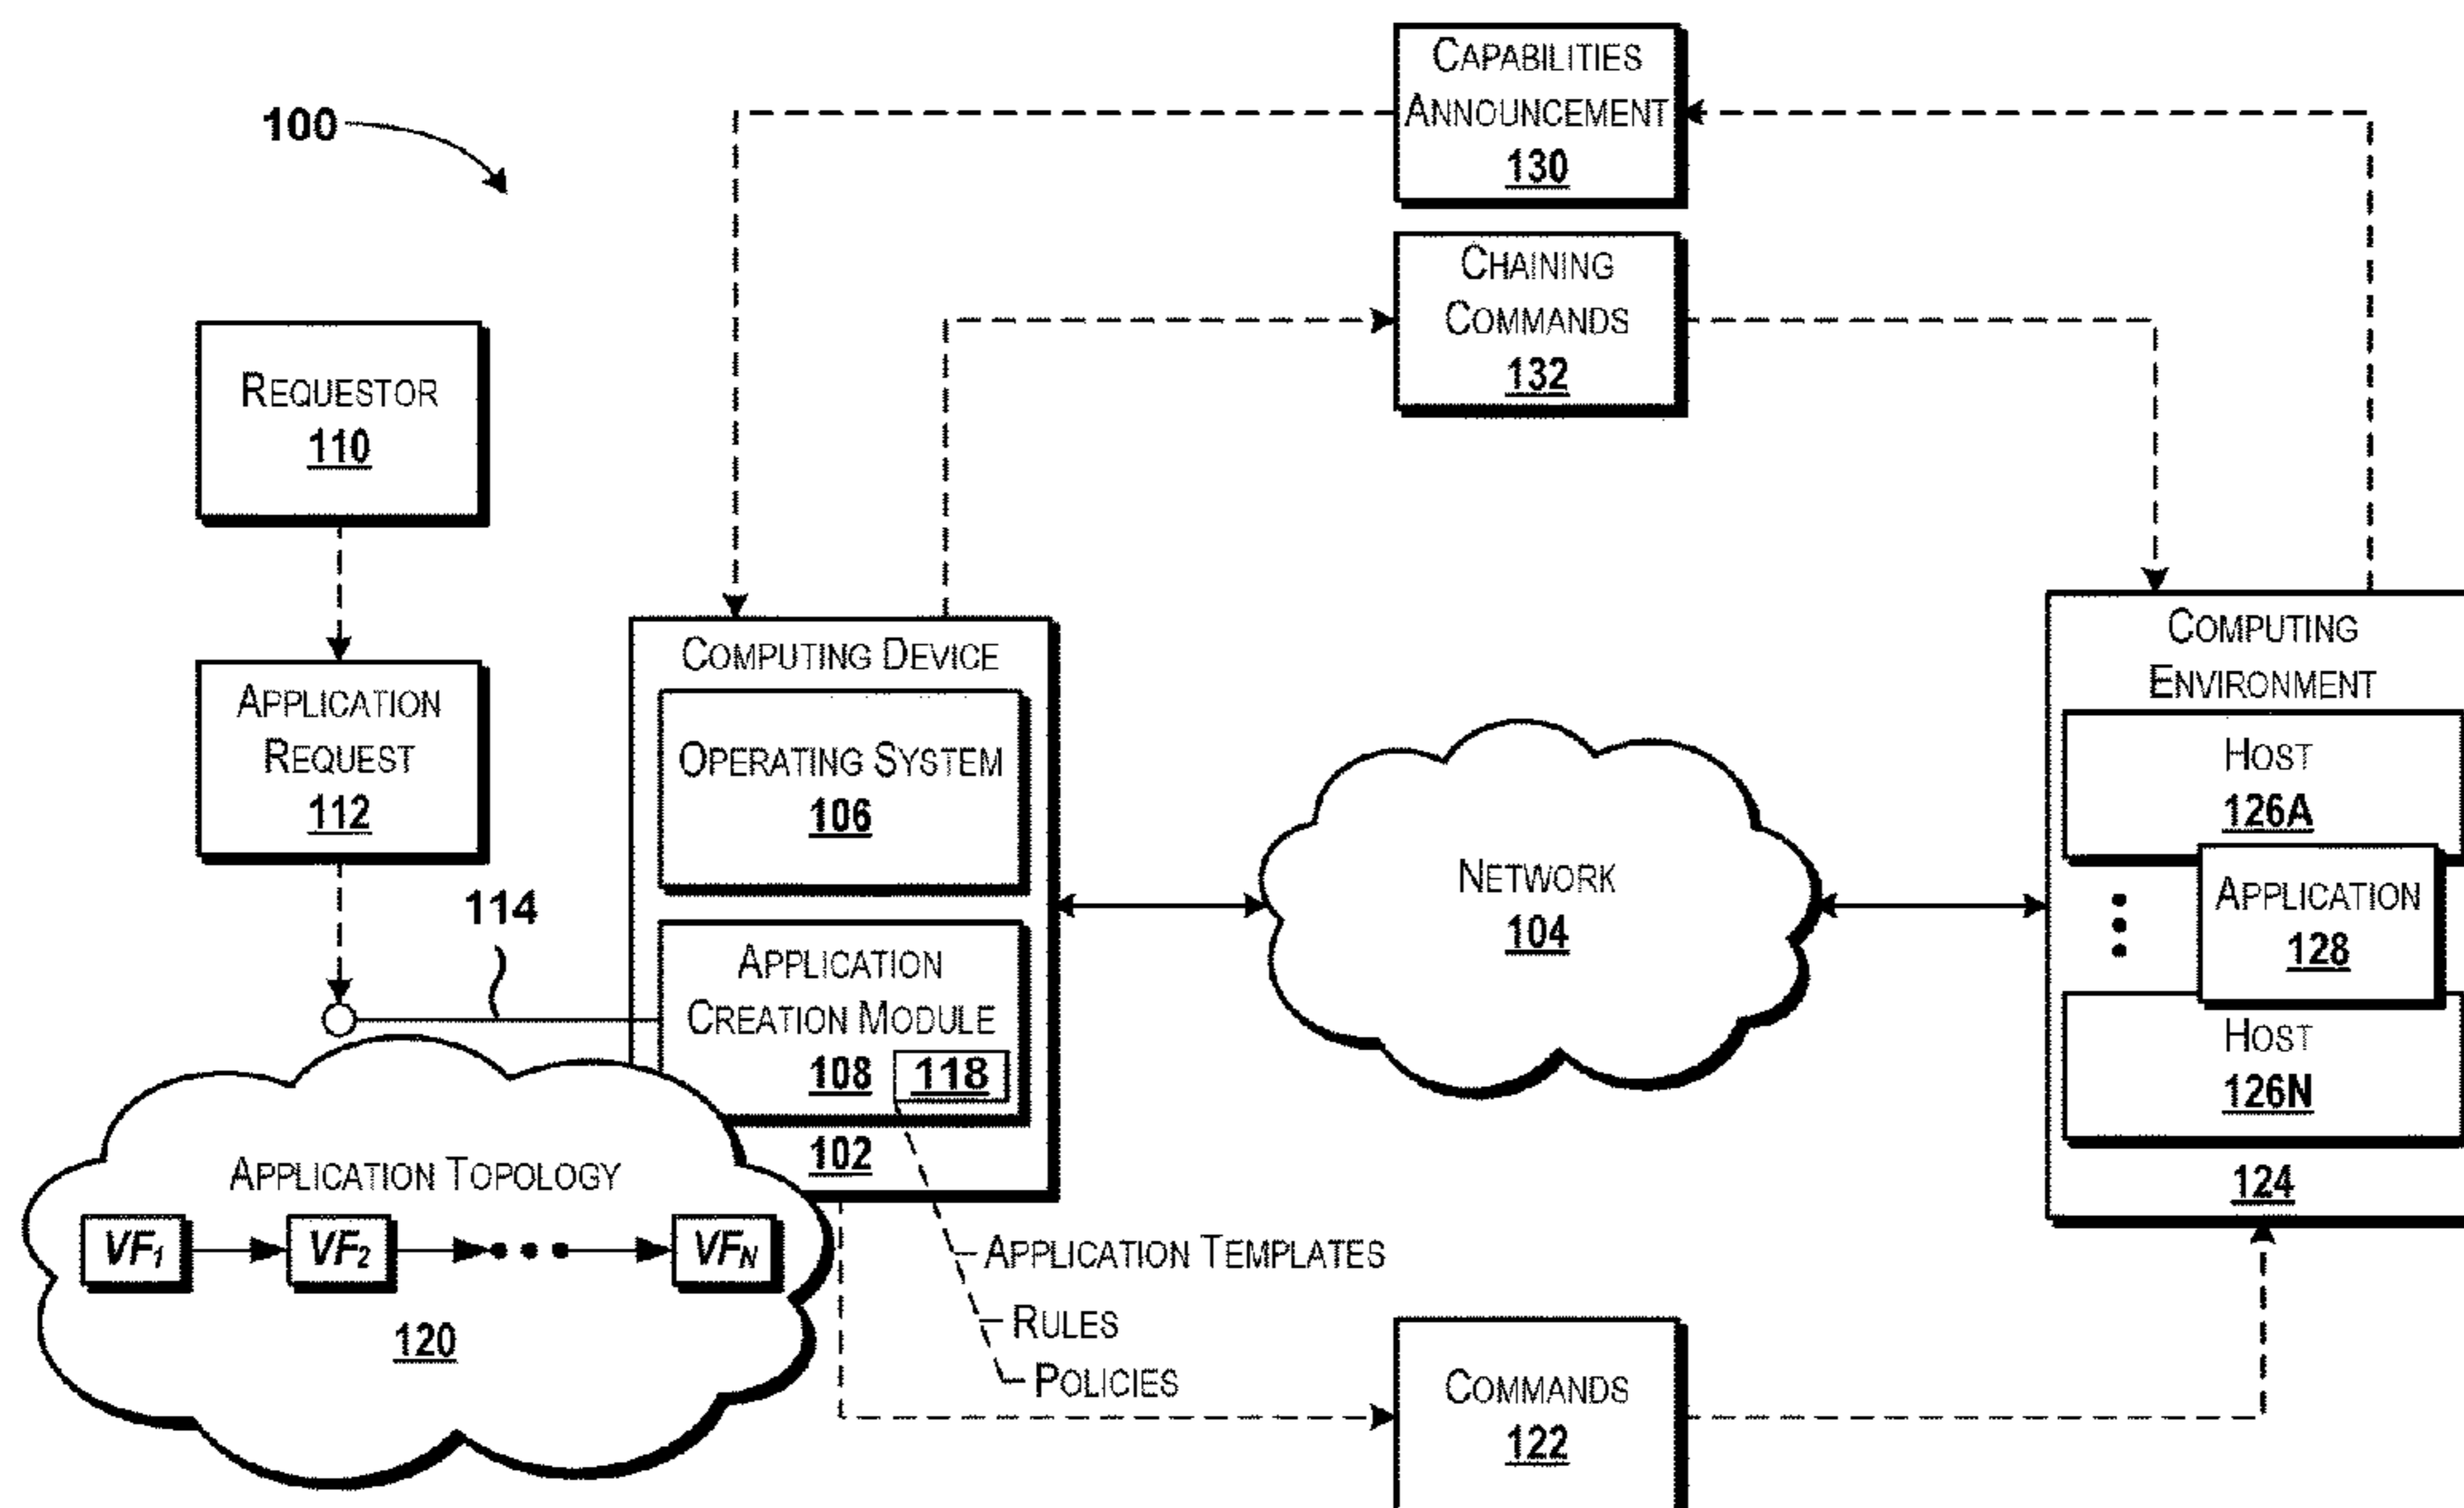 CAPABILITIES
ANNOUNCEMENT
130
100
CHAINING
COMMANDS
132
REQUESTOR
110
APPLICATION
REQUEST
112
114
COMPUTING DEVICE
OPERATING SYSTEM
106
APPLICATION
CREATION MODULE
108 118
102
NETWORK
104
COMPUTING
ENVIRONMENT
HOST
126A
APPLICATION
128
HOST
126N
124
APPLICATION TOPOLOGY
VF1 VF2 VFN
120
APPLICATION TEMPLATES
RULES
POLICIES
COMMANDS
122